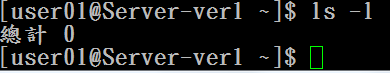 [user01@Server-ver1 ~]$ ls -l
總計 0
[user01@Server-ver1 ~]$